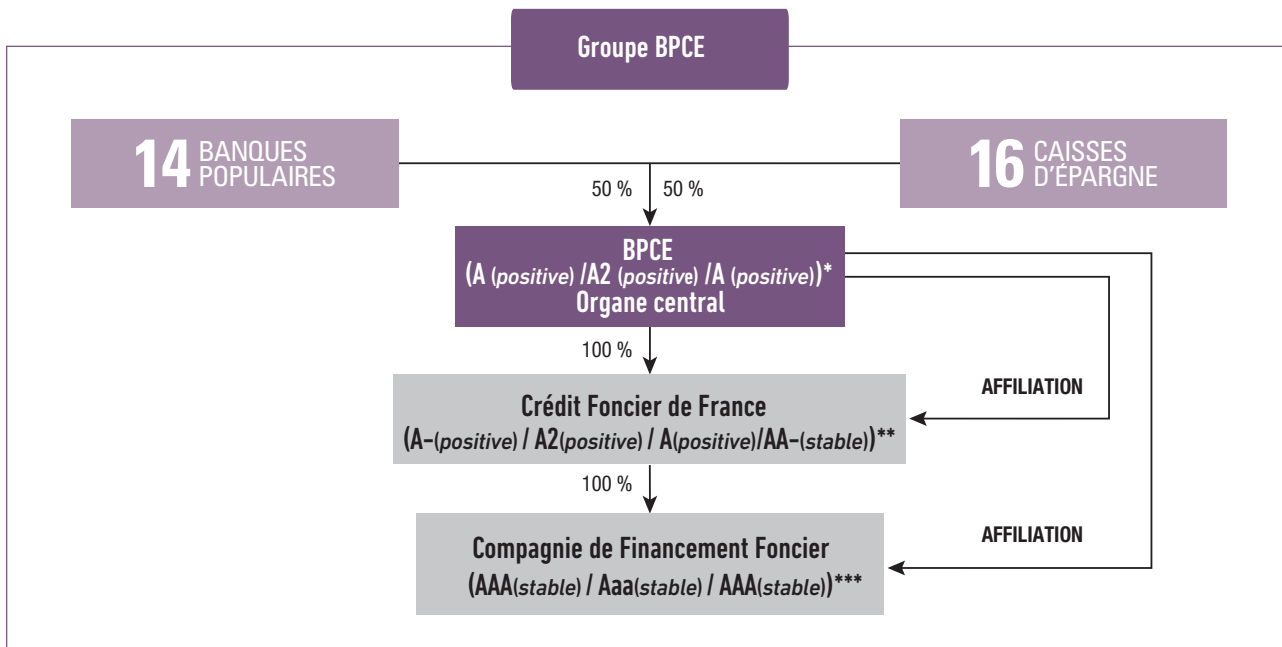 Groupe BPCE
14 BANQUES
POPULAIRES
16 CAISSES
D'ÉPARGNE
50 % 50 %
BPCE
(A (positive) /A2 (positive) /A (positive))*
Organe central
100 %
AFFILIATION
Crédit Foncier de France
(A-(positive) / A2(positive) / A(positive)/AA-(stable))**
100 %
AFFILIATION
Compagnie de Financement Foncier
(AAA(stable) / Aaa(stable) / AAA(stable))***